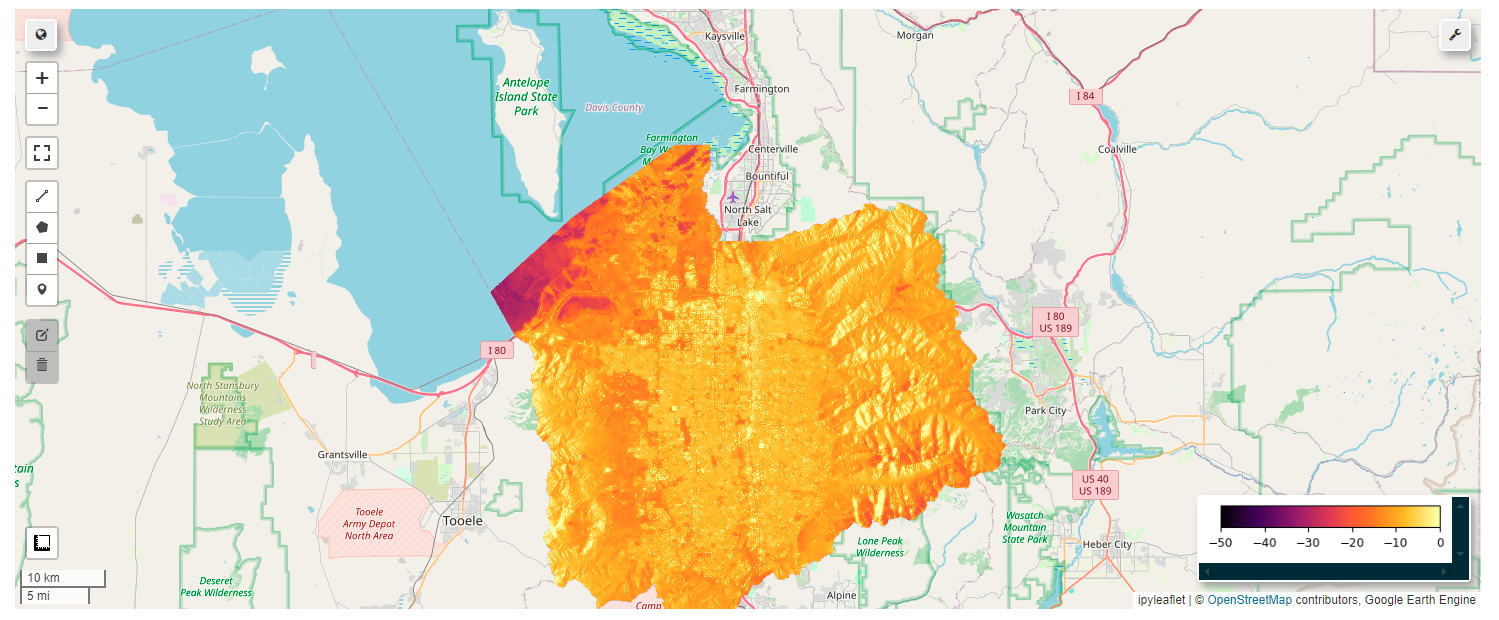 Kaysville
Morgan
Antelope
Island State
Park
Davis County
Farmington
I 84
Farmington
Bay W
M
Centerville
Coalville
Bountiful
North Salt
Lake
I 80
I 80
US 189
North Stansbury
Mountains
Wilderness
Study Area
Park City
Grantsville
tain
s
US 40
US 189
Tooele
Army Depot
North Area
Tooele
Wasatch
Mountain
State Park
Lone Peak
Wilderness
Heber City
Deseret
Peak Wilderness
Alpine
Camp
+
−
10 km
5 mi
−50 −40 −30 −20 −10 0
ipyleaflet | © OpenStreetMap contributors, Google Earth Engine